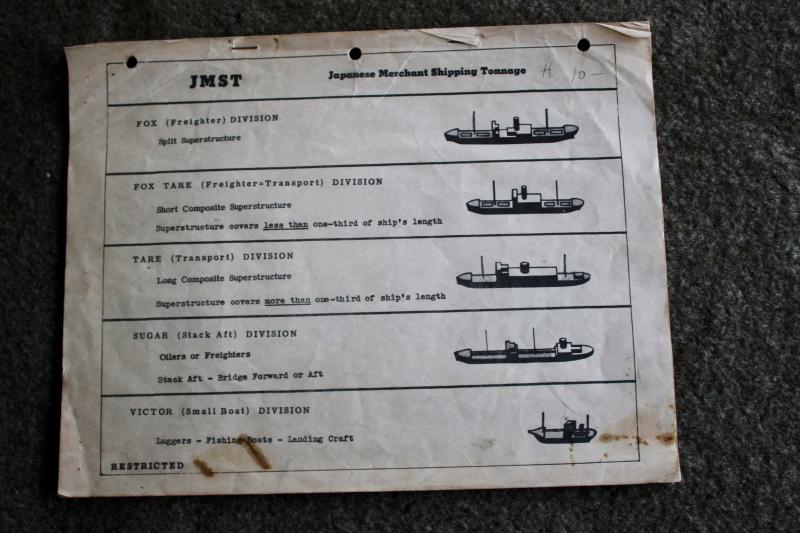 JMST Japanese Merchant Shipping Tonnage H 10-
FOX (Freighter) DIVISION
Split Superstructure
FOX TARE (Freighter=Transport) DIVISION
Short Composite Superstructure
Superstructure covers less than one-third of ship's length
TARE (Transport) DIVISION
Long Composite Superstructure
Superstructure covers more than one-third of ship's length
SUGAR (Stack Aft) DIVISION
Oilers or Freighters
Stack Aft - Bridge Forward or Aft
VICTOR (Small Boat) DIVISION
Luggers - Fishing Boats - Landing Craft
RESTRICTED